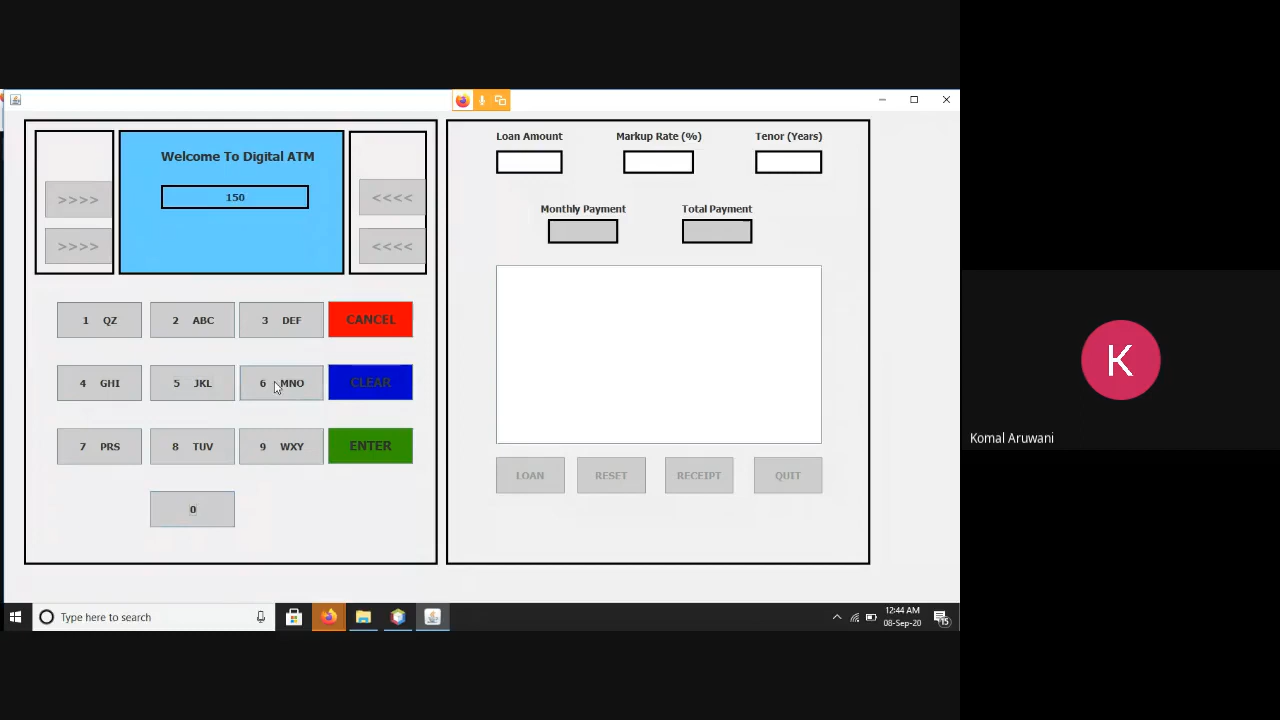 Welcome To Digital ATM
150
>>>> <<<<
>>>> <<<<
1 QZ 2 ABC 3 DEF CANCEL
4 GHI 5 JKL 6 MNO CLEAR
7 PRS 8 TUV 9 WXY ENTER
0
Loan Amount Markup Rate (%) Tenor (Years)
Monthly Payment Total Payment
LOAN RESET RECEIPT QUIT
K
Komal Aruwani
Type here to search
12:44 AM
08-Sep-20
15